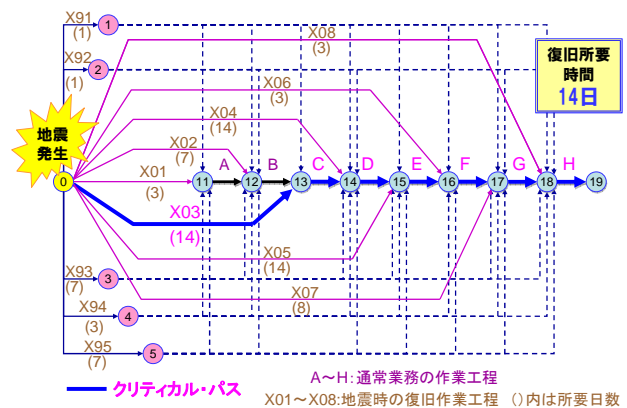 X91
(1)
1
X92
(1)
2
X08
(3)
復旧所要
時間
14日
X06
(3)
X04
(14)
X02
(7)
X01
(3)
地震
発生
0
A
B
C
D
E
F
G
H
11
12
13
14
15
16
17
18
19
X03
(14)
X05
(14)
X07
(8)
X93
(7)
3
X94
(3)
4
X95
(7)
5
クリティカル・パス
A~H:通常業務の作業工程
X01~X08:地震時の復旧作業工程 ()内は所要日数